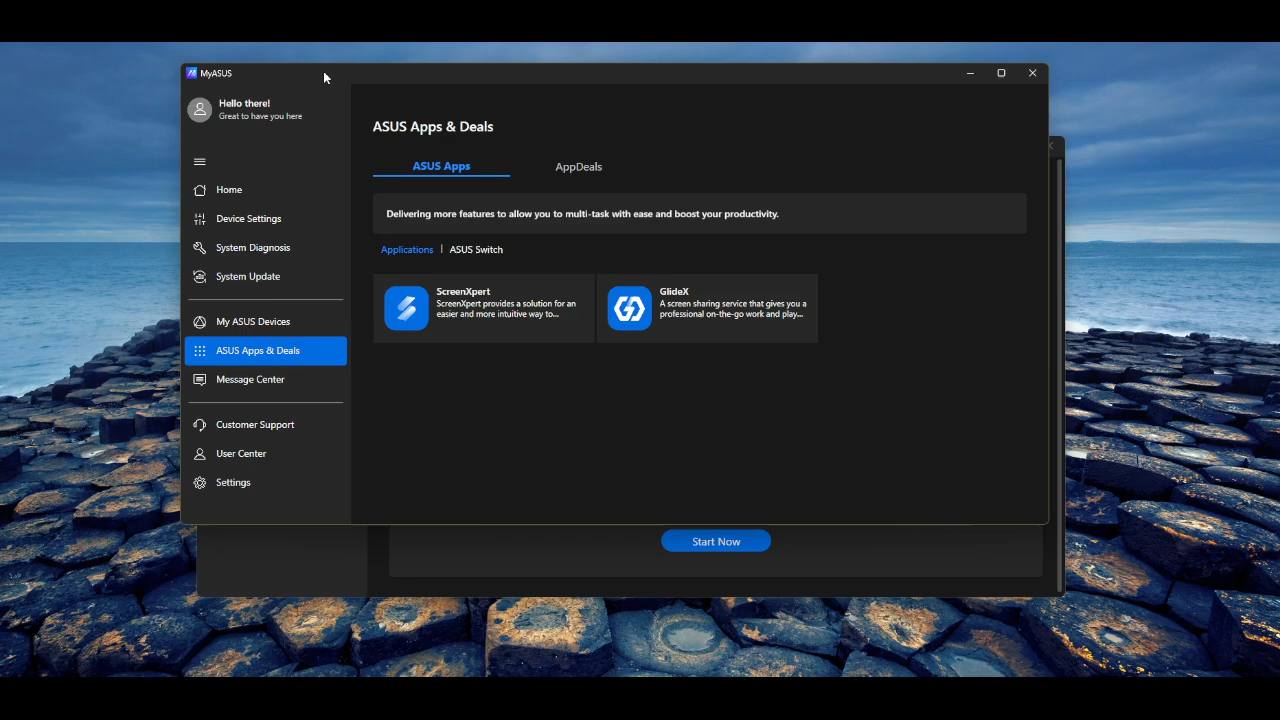 MyASUS
Hello there!
Great to have you here
Home
Device Settings
System Diagnosis
System Update
My ASUS Devices
ASUS Apps & Deals
Message Center
Customer Support
User Center
Settings
ASUS Apps & Deals
ASUS Apps
AppDeals
Delivering more features to allow you to multi-task with ease and boost your productivity.
Applications | ASUS Switch
ScreenXpert
ScreenXpert provides a solution for an
easier and more intuitive way to...
GlideX
A screen sharing service that gives you a
professional on-the-go work and play...
Start Now